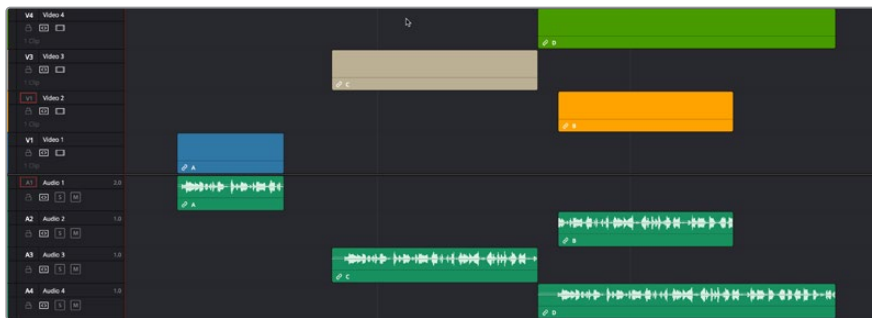 V4 Video 4
1 Clip
D
V3 Video 3
1 Clip
C
V1 Video 2
1 Clip
B
V1 Video 1
1 Clip
A
A1 Audio 1 2.0
S M
A
A2 Audio 2 1.0
S M
B
A3 Audio 3 1.0
S M
C
A4 Audio 4 1.0
S M
D